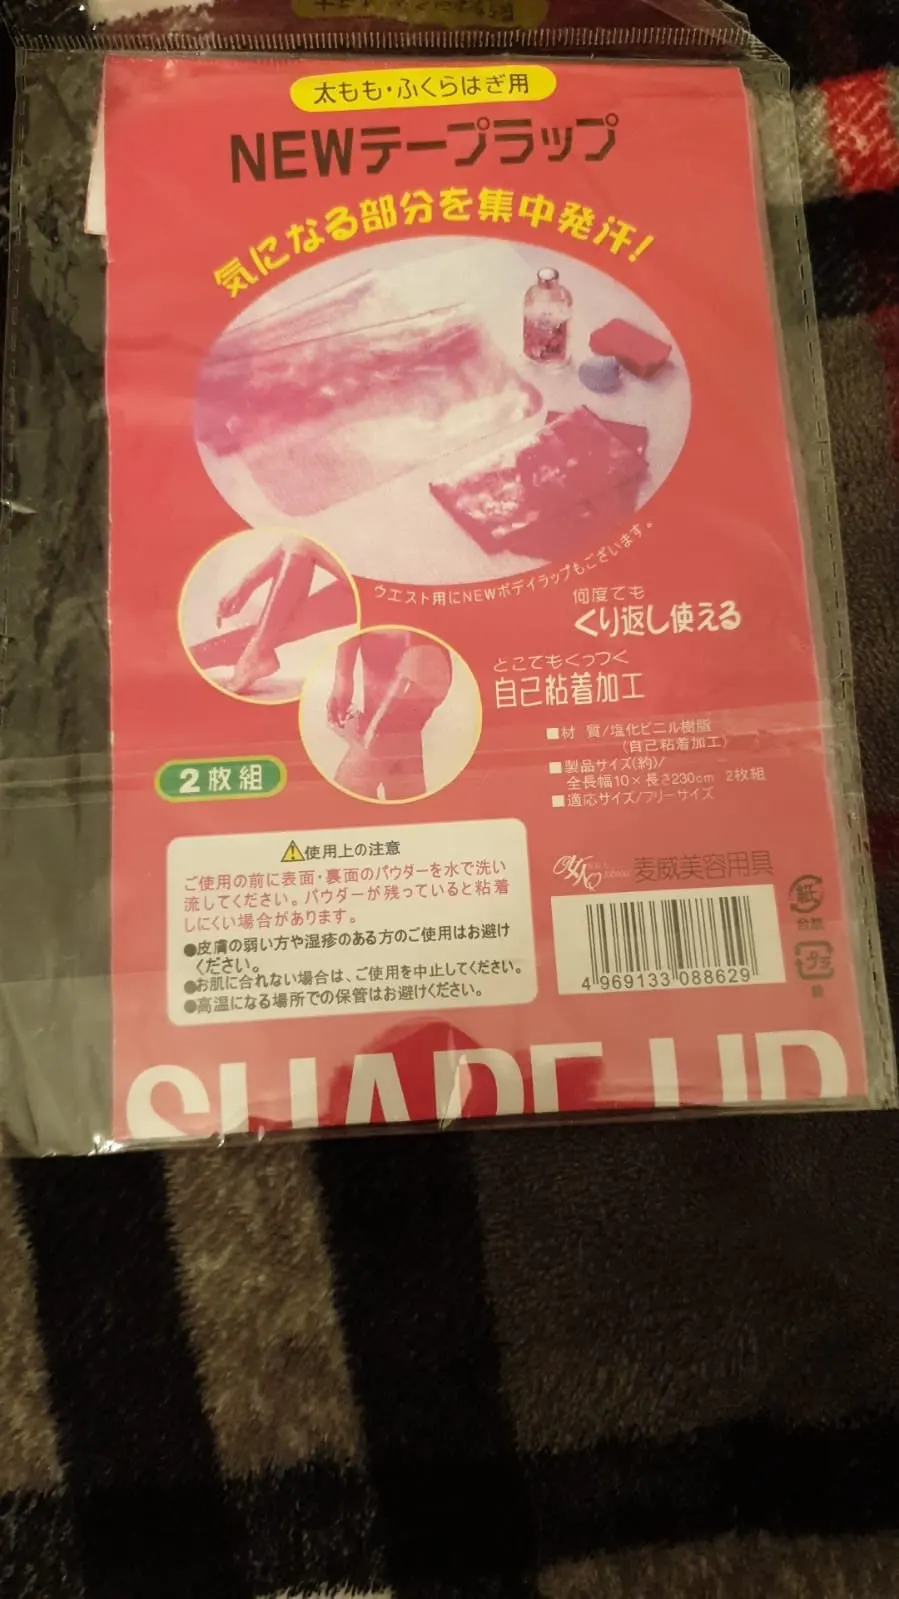 太もも・ふくらはぎ用
NEWテープラップ
気になる部分を集中発汗!
ウエスト用にNEWボディラップもございます。
何度でも
くり返し使える
どこでもくっつく
自己粘着加工
■材 質/塩化ビニル樹脂
(自己粘着加工)
■製品サイズ(約)/
全長幅10×長さ230cm 2枚組
■適応サイズ/フリーサイズ
2枚組
⚠使用上の注意
ご使用の前に表面・裏面のパウダーを水で洗い
流してください。パウダーが残っていると粘着
しにくい場合があります。
●皮膚の弱い方や湿疹のある方のご使用はお避け
ください。
●お肌に合れない場合は、ご使用を中止してください。
●高温になる場所での保管はお避けください。
麦威美容用具
紙
台紙
プラ
袋
4 969133 088629
SHAPE UP